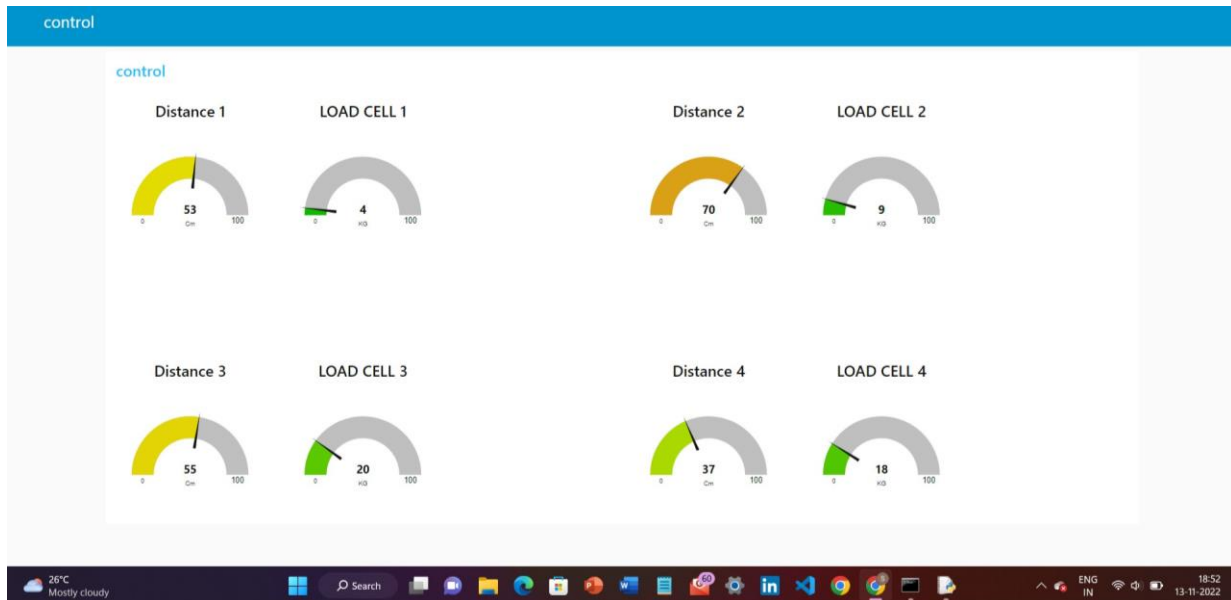 control
control
Distance 1 LOAD CELL 1 Distance 2 LOAD CELL 2
53 4 70 9
0 Cm 100 0 KG 100 0 Cm 100 0 KG 100
Distance 3 LOAD CELL 3 Distance 4 LOAD CELL 4
55 20 37 18
0 Cm 100 0 KG 100 0 Cm 100 0 KG 100
26°C
Mostly cloudy
Search
60
ENG
IN
18:52
13-11-2022